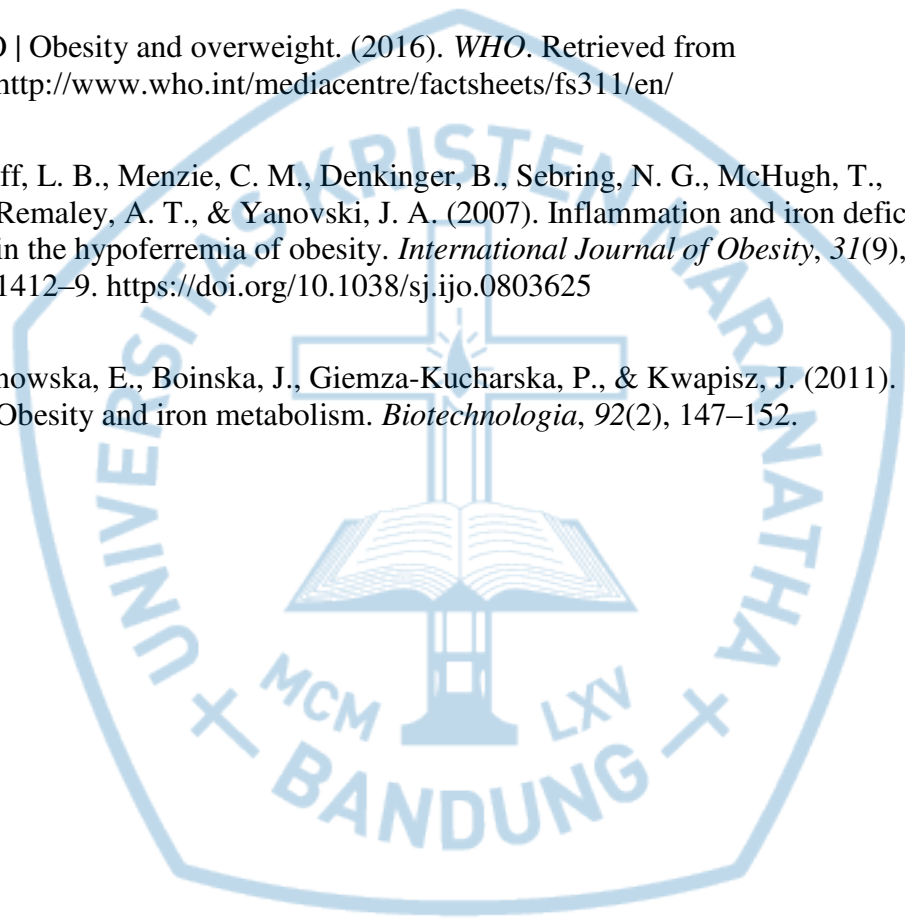 | Obesity and overweight. (2016). WHO. Retrieved from
http://www.who.int/mediacentre/factsheets/fs311/en/
L. B., Menzie, C. M., Denkinger, B., Sebring, N. G., McHugh, T.,
Remaley, A. T., & Yanovski, J. A. (2007). Inflammation and iron
in the hypoferremia of obesity. International Journal of Obesity, 31(9),
1412–9. https://doi.org/10.1038/sj.ijo.0803625
E., Boinska, J., Giemza-Kucharska, P., & Kwapisz, J. (2011).
Obesity and iron metabolism. Biotechnologia, 92(2), 147–152.
UNIVERSITAS KRISTEN MARANATHA
MCM LXV
BANDUNG